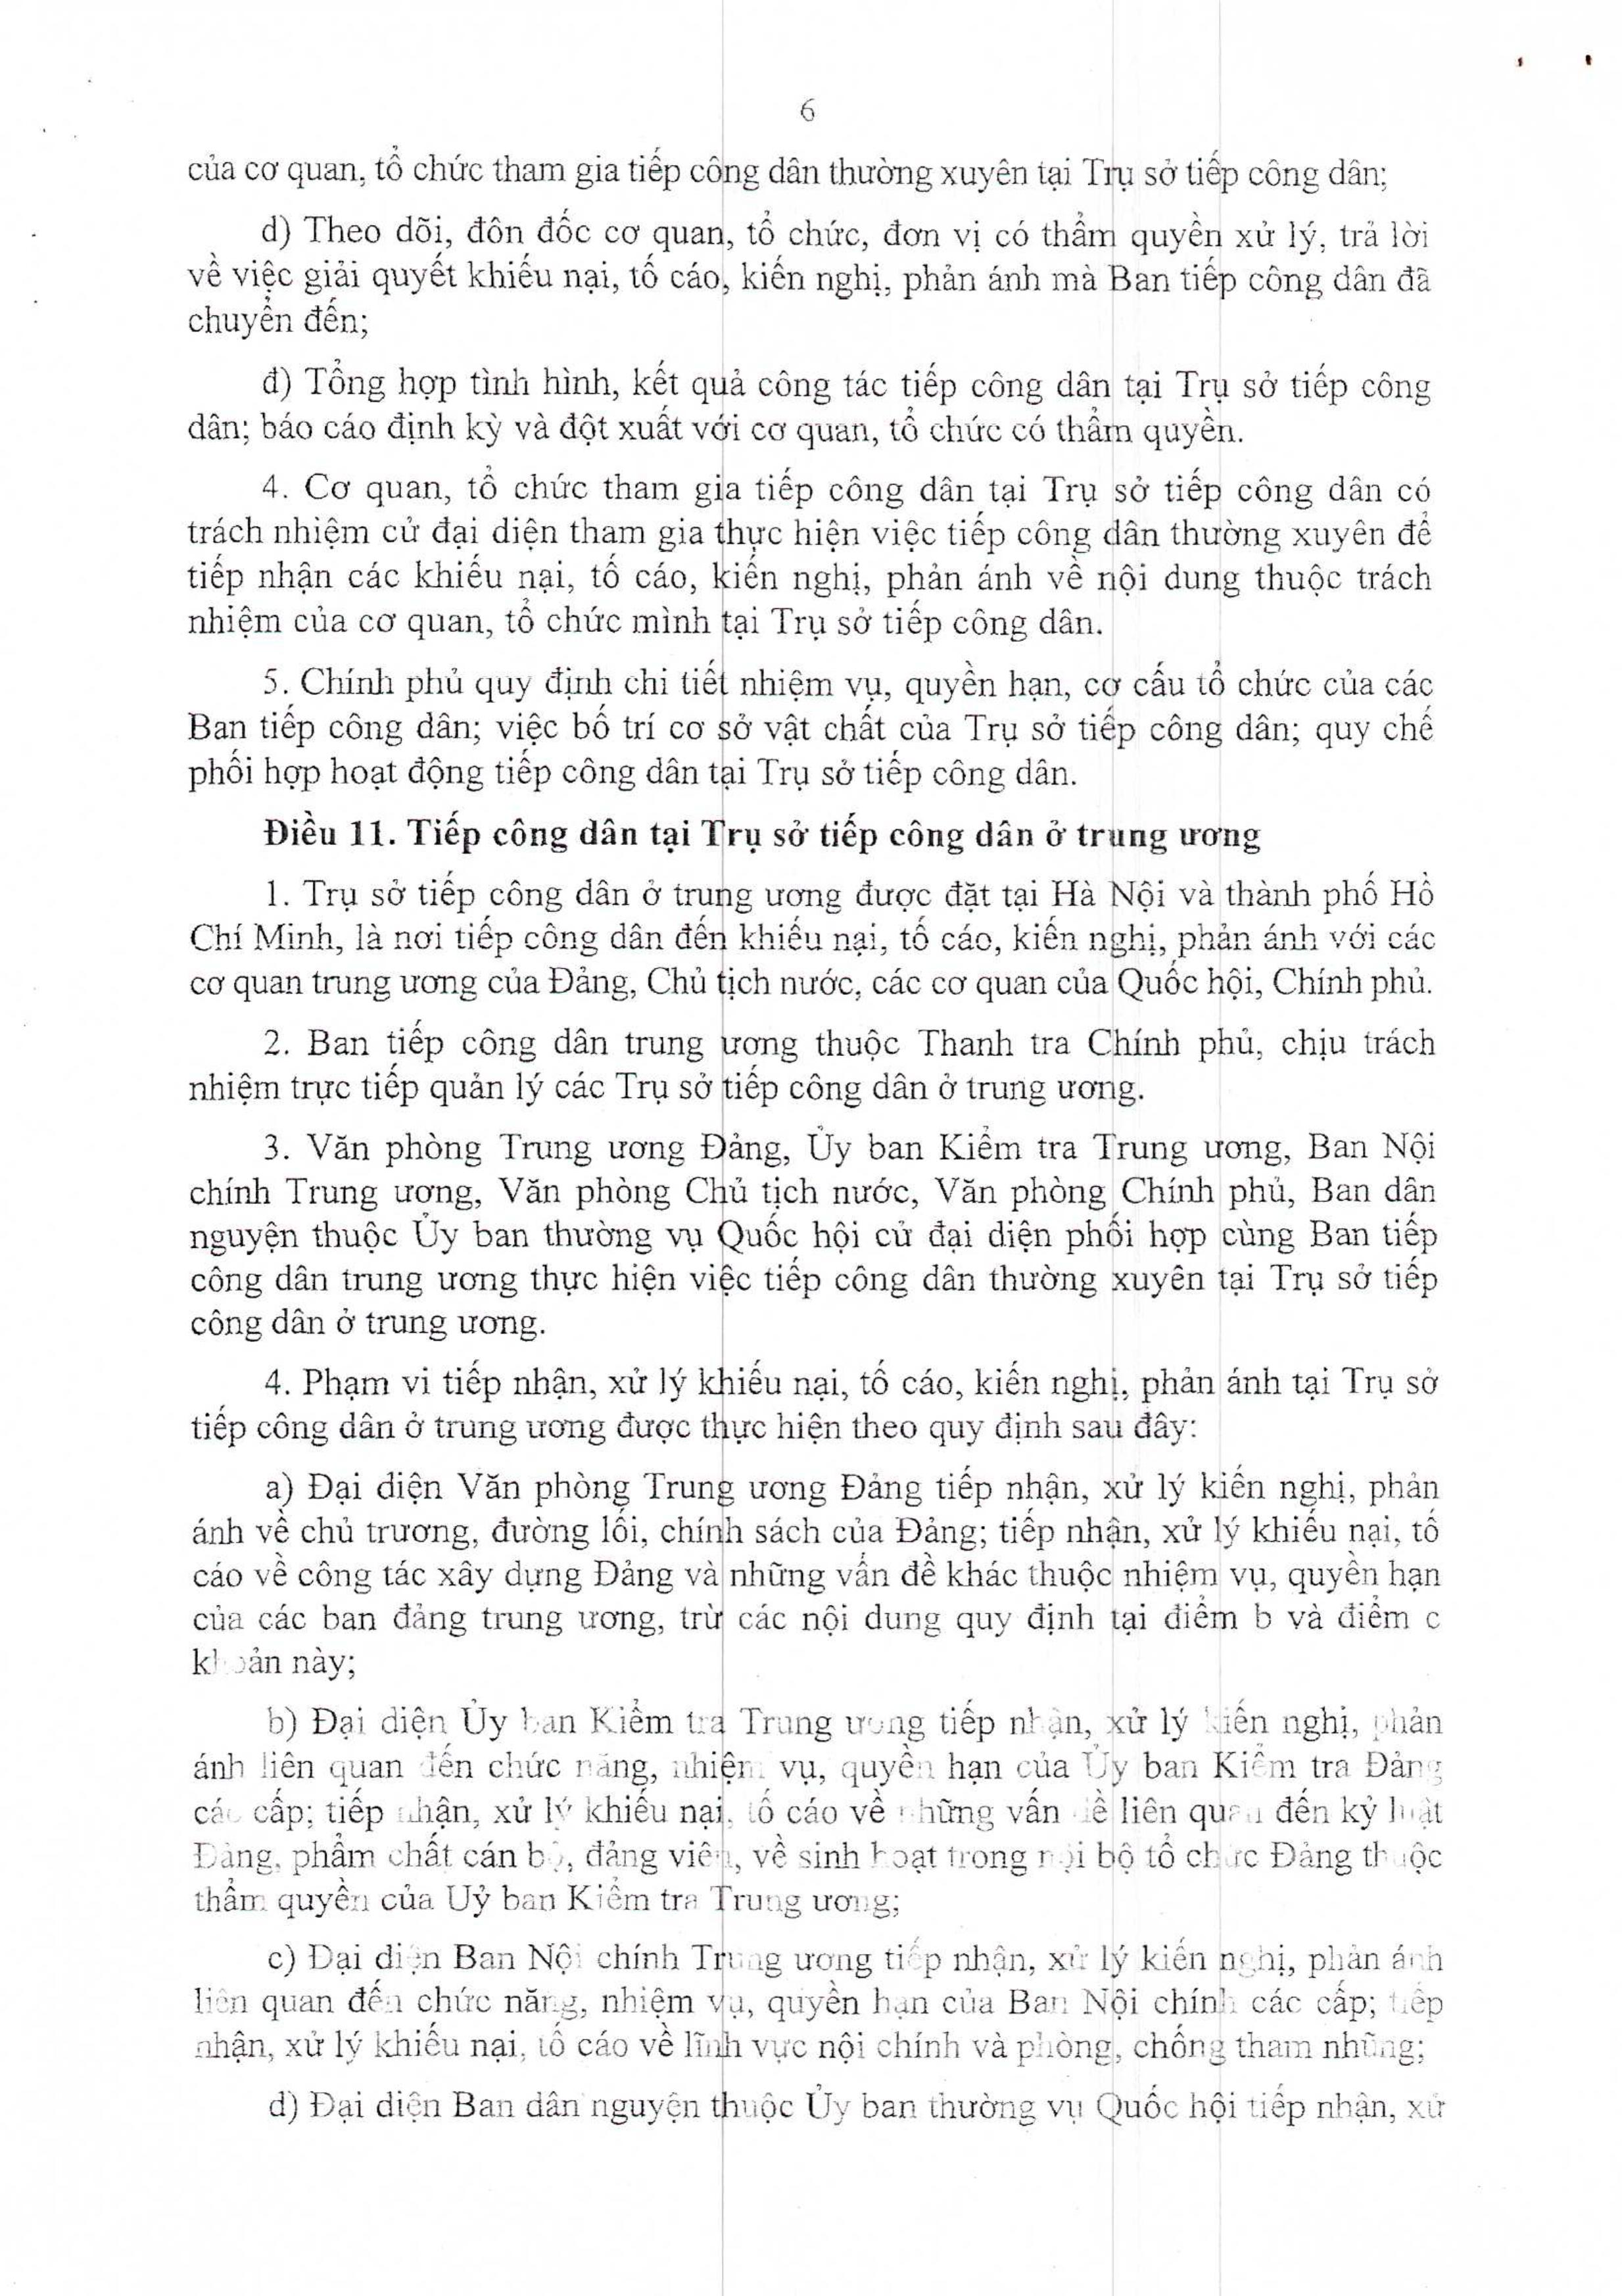 6
của cơ quan, tổ chức tham gia tiếp công dân thường xuyên tại Trụ sở tiếp công dân;
d) Theo dõi, đôn đốc cơ quan, tổ chức, đơn vị có thẩm quyền xử lý, trả lời
về việc giải quyết khiếu nại, tố cáo, kiến nghị, phản ánh mà Ban tiếp công dân đã
chuyển đến;
đ) Tổng hợp tình hình, kết quả công tác tiếp công dân tại Trụ sở tiếp công
dân; báo cáo định kỳ và đột xuất với cơ quan, tổ chức có thẩm quyền.
4. Cơ quan, tổ chức tham gia tiếp công dân tại Trụ sở tiếp công dân có
trách nhiệm cử đại diện tham gia thực hiện việc tiếp công dân thường xuyên để
tiếp nhận các khiếu nại, tố cáo, kiến nghị, phản ánh về nội dung thuộc trách
nhiệm của cơ quan, tổ chức mình tại Trụ sở tiếp công dân.
5. Chính phủ quy định chi tiết nhiệm vụ, quyền hạn, cơ cấu tổ chức của các
Ban tiếp công dân; việc bố trí cơ sở vật chất của Trụ sở tiếp công dân; quy chế
phối hợp hoạt động tiếp công dân tại Trụ sở tiếp công dân.
Điều 11. Tiếp công dân tại Trụ sở tiếp công dân ở trung ương
1. Trụ sở tiếp công dân ở trung ương được đặt tại Hà Nội và thành phố Hồ
Chí Minh, là nơi tiếp công dân đến khiếu nại, tố cáo, kiến nghị, phản ánh với các
cơ quan trung ương của Đảng, Chủ tịch nước, các cơ quan của Quốc hội, Chính phủ.
2. Ban tiếp công dân trung ương thuộc Thanh tra Chính phủ, chịu trách
nhiệm trực tiếp quản lý các Trụ sở tiếp công dân ở trung ương.
3. Văn phòng Trung ương Đảng, Ủy ban Kiểm tra Trung ương, Ban Nội
chính Trung ương, Văn phòng Chủ tịch nước, Văn phòng Chính phủ, Ban dân
nguyện thuộc Ủy ban thường vụ Quốc hội cử đại diện phối hợp cùng Ban tiếp
công dân trung ương thực hiện việc tiếp công dân thường xuyên tại Trụ sở tiếp
công dân ở trung ương.
4. Phạm vi tiếp nhận, xử lý khiếu nại, tố cáo, kiến nghị, phản ánh tại Trụ sở
tiếp công dân ở trung ương được thực hiện theo quy định sau đây:
a) Đại diện Văn phòng Trung ương Đảng tiếp nhận, xử lý kiến nghị, phản
ánh về chủ trương, đường lối, chính sách của Đảng; tiếp nhận, xử lý khiếu nại, tố
cáo về công tác xây dựng Đảng và những vấn đề khác thuộc nhiệm vụ, quyền hạn
của các ban đảng trung ương, trừ các nội dung quy định tại điểm b và điểm c
khoản này;
b) Đại diện Ủy ban Kiểm tra Trung ương tiếp nhận, xử lý kiến nghị, phản
ánh liên quan đến chức năng, nhiệm vụ, quyền hạn của Ủy ban Kiểm tra Đảng
các cấp; tiếp nhận, xử lý khiếu nại, tố cáo về những vấn đề liên quan đến kỷ luật
Đảng, phẩm chất cán bộ, đảng viên, về sinh hoạt trong nội bộ tổ chức Đảng thuộc
thẩm quyền của Uỷ ban Kiểm tra Trung ương;
c) Đại diện Ban Nội chính Trung ương tiếp nhận, xử lý kiến nghị, phản ánh
liên quan đến chức năng, nhiệm vụ, quyền hạn của Ban Nội chính các cấp; tiếp
nhận, xử lý khiếu nại, tố cáo về lĩnh vực nội chính và phòng, chống tham nhũng;
d) Đại diện Ban dân nguyện thuộc Ủy ban thường vụ Quốc hội tiếp nhận, xử